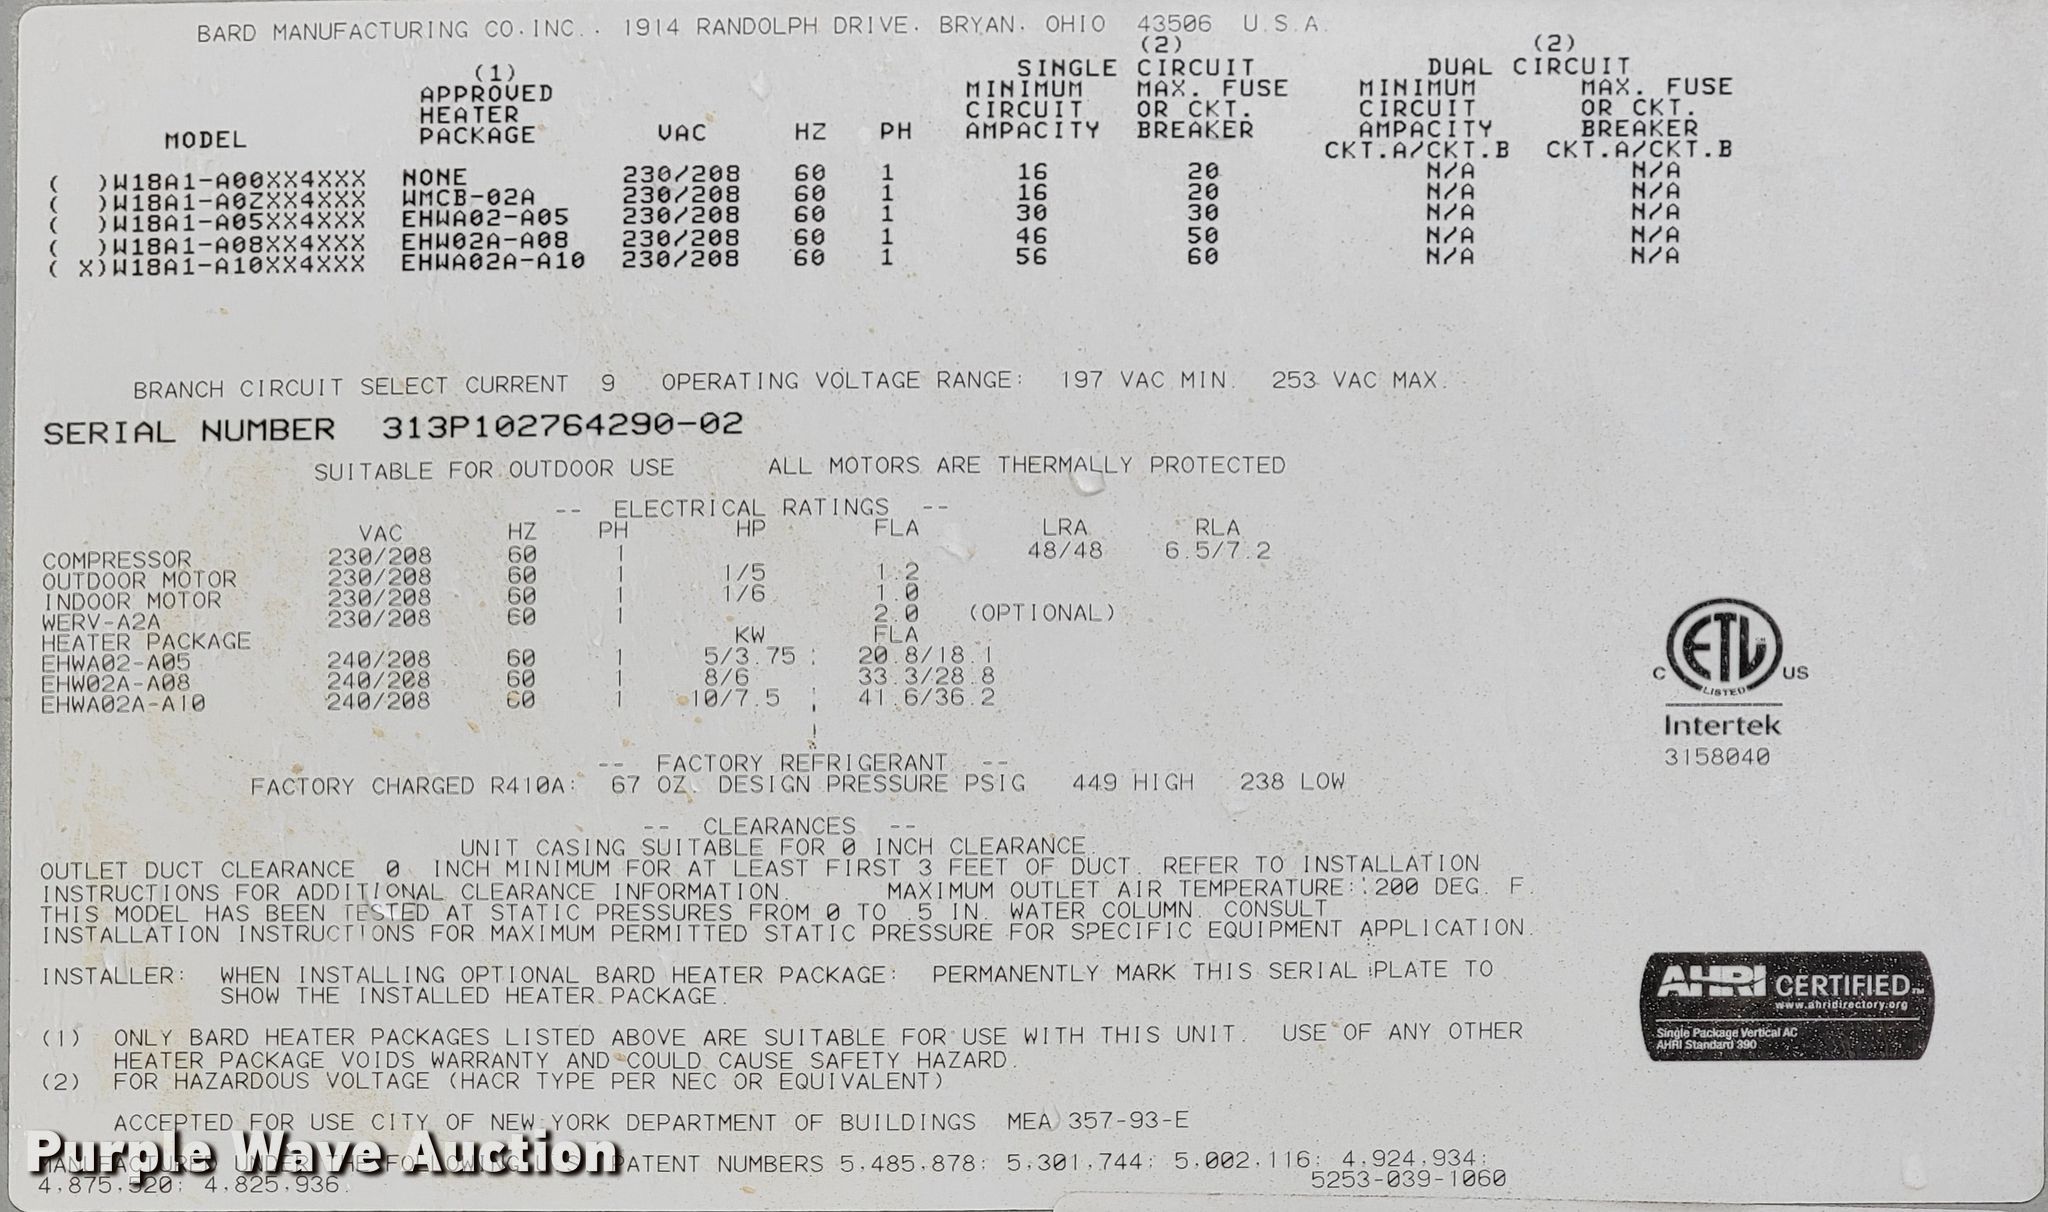 BARD MANUFACTURING CO.INC., 1914 RANDOLPH DRIVE, BRYAN, OHIO 43506 U.S.A.
(2) (2)
(1) SINGLE CIRCUIT DUAL CIRCUIT
APPROVED MINIMUM MAX. FUSE MINIMUM MAX. FUSE
HEATER CIRCUIT OR CKT. CIRCUIT OR CKT.
MODEL PACKAGE VAC HZ PH AMPACITY BREAKER AMPACITY BREAKER
CKT.A/CKT.B CKT.A/CKT.B
( )W18A1-A00XX4XXX NONE 230/208 60 1 16 20 N/A N/A
( )W18A1-A0ZXX4XXX WMCB-02A 230/208 60 1 16 20 N/A N/A
( )W18A1-A05XX4XXX EHWA02-A05 230/208 60 1 30 30 N/A N/A
( )W18A1-A08XX4XXX EHW02A-A08 230/208 60 1 46 50 N/A N/A
( X)W18A1-A10XX4XXX EHWA02A-A10 230/208 60 1 56 60 N/A N/A
BRANCH CIRCUIT SELECT CURRENT 9 OPERATING VOLTAGE RANGE: 197 VAC MIN. 253 VAC MAX.
SERIAL NUMBER 313P102764290-02
SUITABLE FOR OUTDOOR USE ALL MOTORS ARE THERMALLY PROTECTED
-- ELECTRICAL RATINGS --
VAC HZ PH HP FLA LRA RLA
COMPRESSOR 230/208 60 1 48/48 6.5/7.2
OUTDOOR MOTOR 230/208 60 1 1/5 1.2
INDOOR MOTOR 230/208 60 1 1/6 1.0
WERV-A2A 230/208 60 1 2.0 (OPTIONAL)
HEATER PACKAGE KW FLA
EHWA02-A05 240/208 60 1 5/3.75 20.8/18.1
EHW02A-A08 240/208 60 1 8/6 33.3/28.8
EHWA02A-A10 240/208 60 1 10/7.5 41.6/36.2
-- FACTORY REFRIGERANT --
FACTORY CHARGED R410A: 67 OZ. DESIGN PRESSURE PSIG 449 HIGH 238 LOW
-- CLEARANCES --
UNIT CASING SUITABLE FOR 0 INCH CLEARANCE.
OUTLET DUCT CLEARANCE 0 INCH MINIMUM FOR AT LEAST FIRST 3 FEET OF DUCT. REFER TO INSTALLATION
INSTRUCTIONS FOR ADDITIONAL CLEARANCE INFORMATION. MAXIMUM OUTLET AIR TEMPERATURE: 200 DEG. F.
THIS MODEL HAS BEEN TESTED AT STATIC PRESSURES FROM 0 TO .5 IN. WATER COLUMN. CONSULT
INSTALLATION INSTRUCTIONS FOR MAXIMUM PERMITTED STATIC PRESSURE FOR SPECIFIC EQUIPMENT APPLICATION.
INSTALLER: WHEN INSTALLING OPTIONAL BARD HEATER PACKAGE: PERMANENTLY MARK THIS SERIAL PLATE TO
SHOW THE INSTALLED HEATER PACKAGE.
(1) ONLY BARD HEATER PACKAGES LISTED ABOVE ARE SUITABLE FOR USE WITH THIS UNIT. USE OF ANY OTHER
HEATER PACKAGE VOIDS WARRANTY AND COULD CAUSE SAFETY HAZARD.
(2) FOR HAZARDOUS VOLTAGE (HACR TYPE PER NEC OR EQUIVALENT)
ACCEPTED FOR USE CITY OF NEW YORK DEPARTMENT OF BUILDINGS MEA 357-93-E
MANUFACTURED UNDER THE FOLLOWING PATENT NUMBERS 5,485,878; 5,301,744; 5,002,116; 4,924,934;
4,875,520; 4,825,936.
5253-039-1060
C ETL US
LISTED
Intertek
3158040
AHRI CERTIFIED™
www.ahridirectory.org
Single Package Vertical AC
AHRI Standard 390
Purple Wave Auction